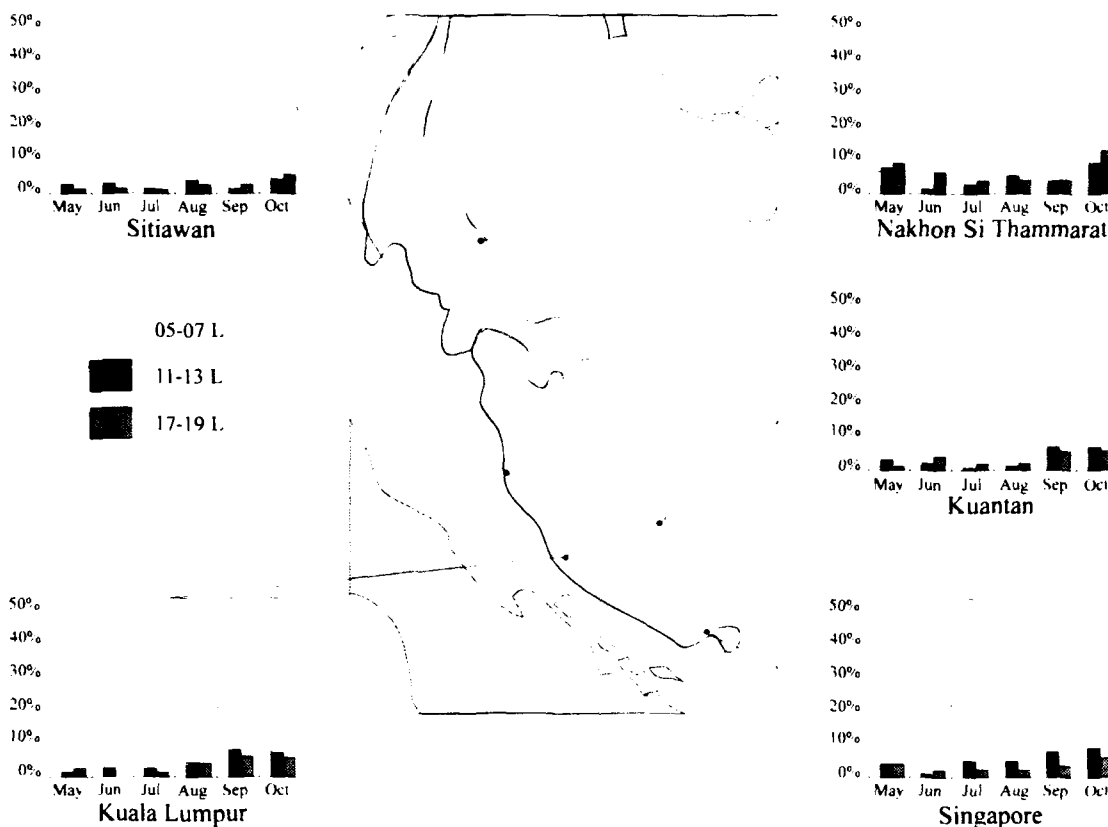 50%
40%
30%
20%
10%
0%
May Jun Jul Aug Sep Oct
Sitiawan
50%
40%
30%
20%
10%
0%
May Jun Jul Aug Sep Oct
Nakhon Si Thammarat
05-07 L
11-13 L
17-19 L
50%
40%
30%
20%
10%
0%
May Jun Jul Aug Sep Oct
Kuantan
50%
40%
30%
20%
10%
0%
May Jun Jul Aug Sep Oct
Kuala Lumpur
50%
40%
30%
20%
10%
0%
May Jun Jul Aug Sep Oct
Singapore